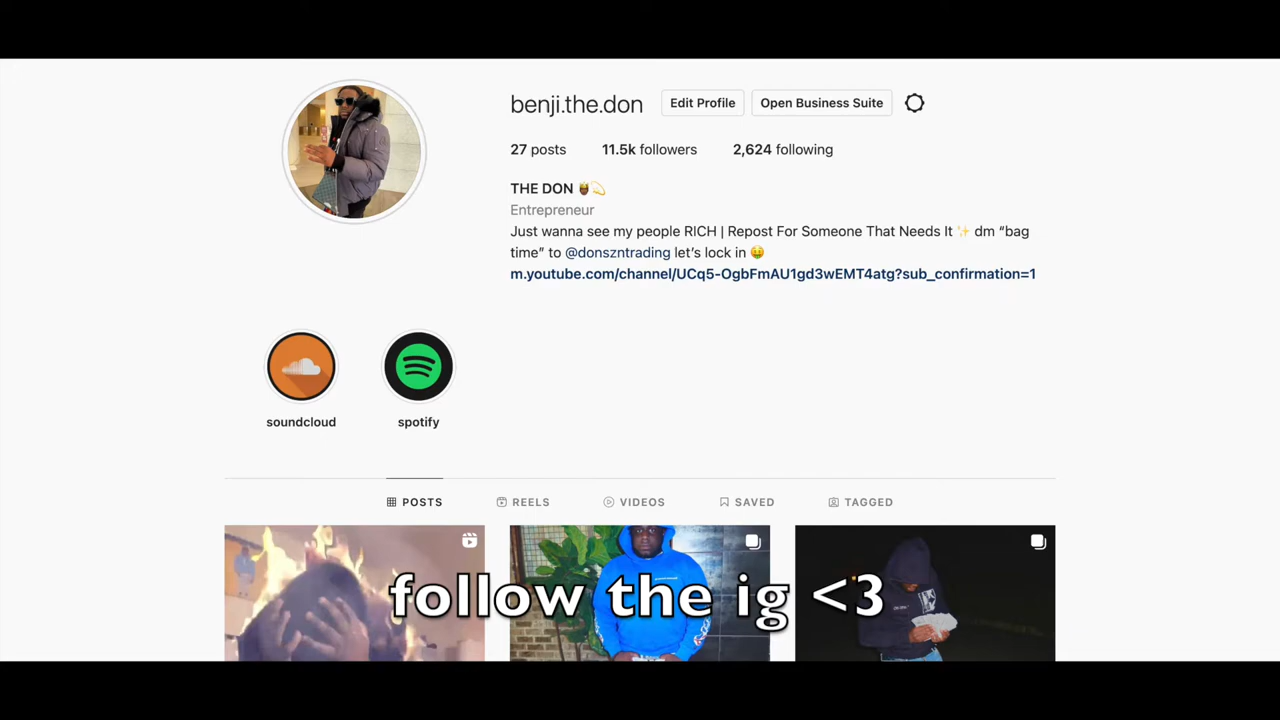 benji.the.don
Edit Profile
Open Business Suite
27 posts
11.5k followers
2,624 following
THE DON
Entrepreneur
Just wanna see my people RICH | Repost For Someone That Needs It ✨ dm “bag
time” to @donszntrading let’s lock in 🤑
m.youtube.com/channel/UCq5-OgbFmAU1gd3wEMT4atg?sub_confirmation=1
soundcloud
spotify
POSTS
REELS
VIDEOS
SAVED
TAGGED
follow the ig <3